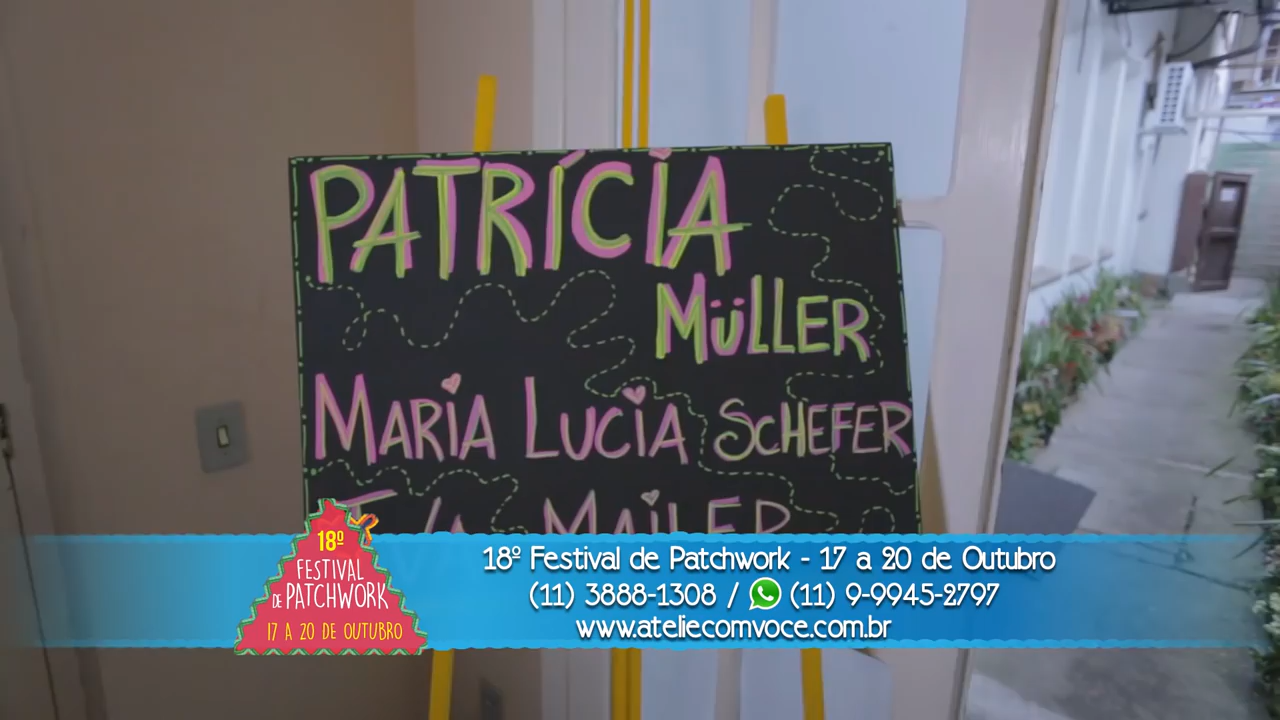 PATRÍCIA
MÜLLER
MARIA LUCIA SCHEFER
MAILER
18º
FESTIVAL
DE PATCHWORK
17 A 20 DE OUTUBRO
18º Festival de Patchwork - 17 a 20 de Outubro
(11) 3888-1308 / (11) 9-9945-2797
www.ateliecomvoce.com.br